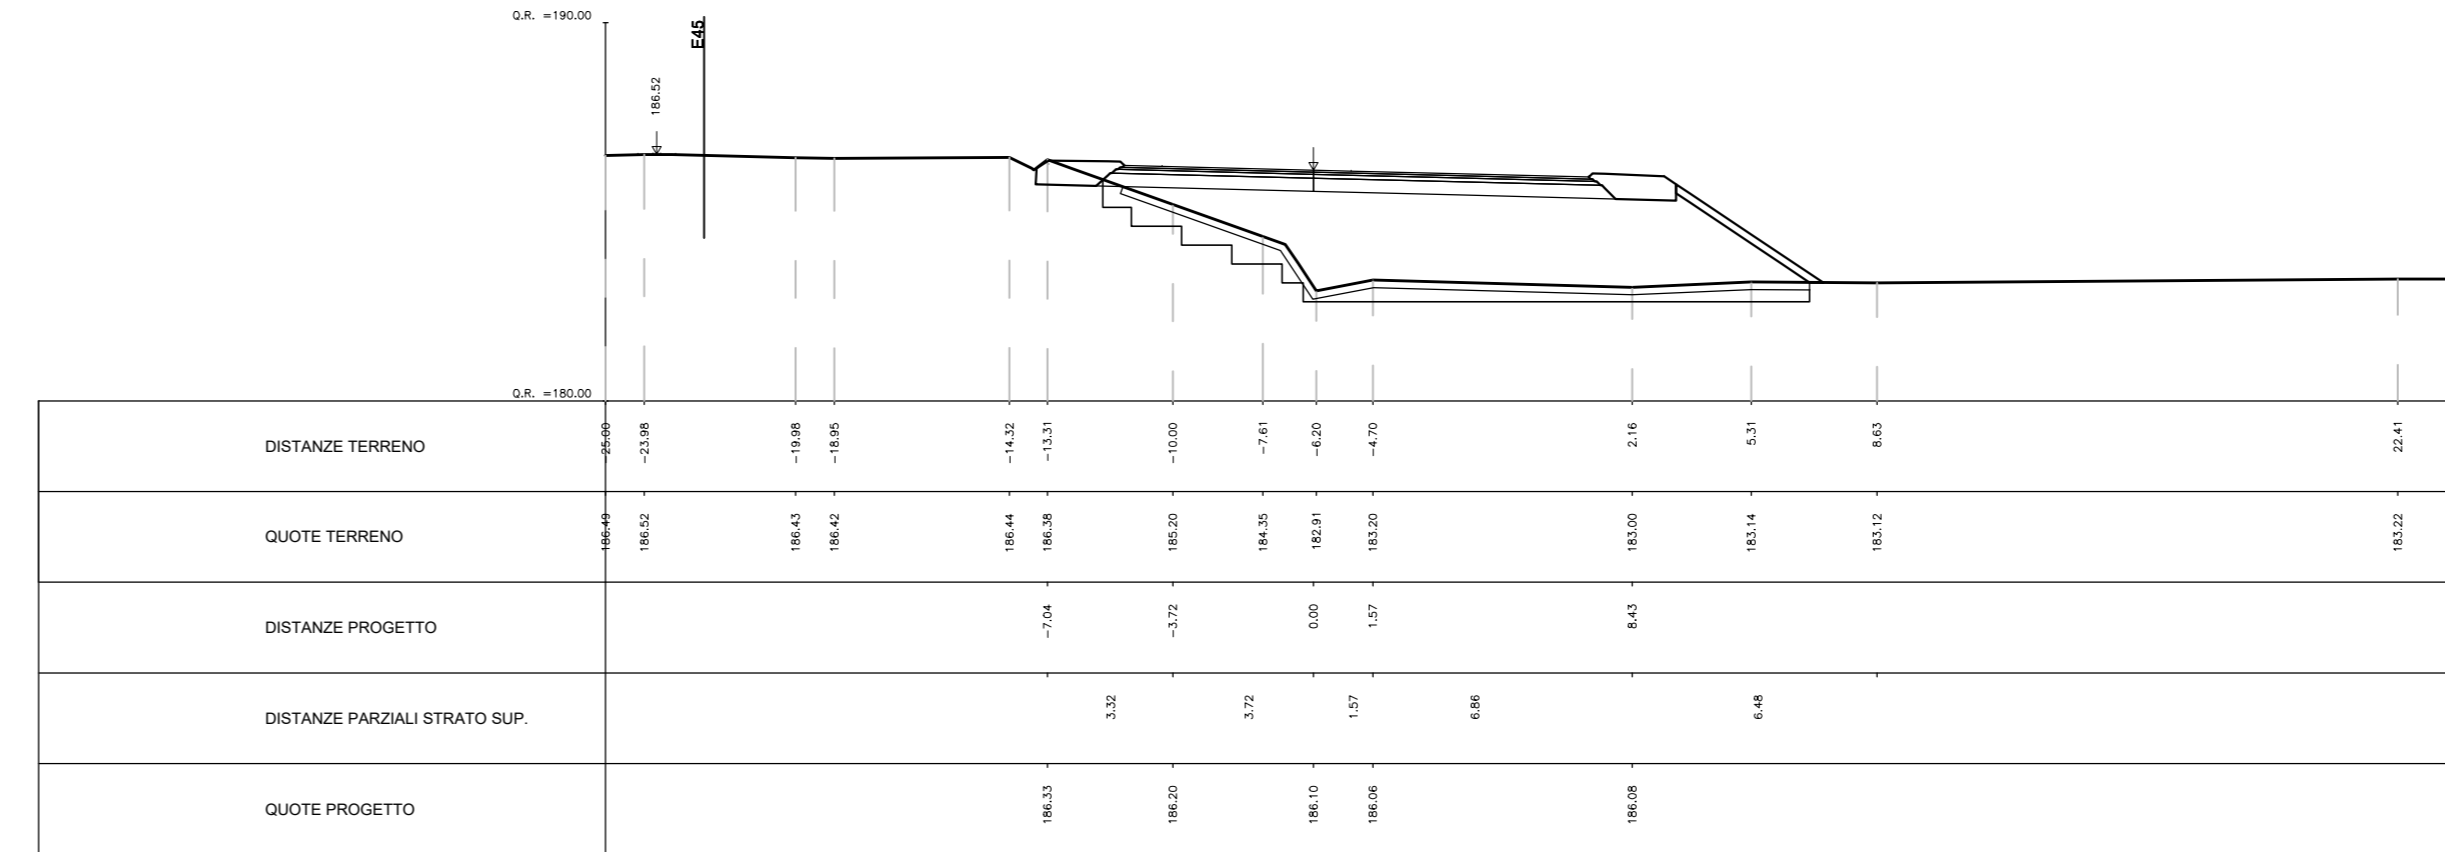 Q.R. =190.00
E45
186.52
Q.R. =180.00
DISTANZE TERRENO
-25.00 -23.98 -19.98 -18.95 -14.32 -13.31 -10.00 -7.61 -6.20 -4.70 2.16 5.31 8.63 22.41
QUOTE TERRENO
186.49 186.52 186.43 186.42 186.44 186.38 185.20 184.35 182.91 183.20 183.00 183.14 183.12 183.22
DISTANZE PROGETTO
-7.04 -3.72 0.00 1.57 8.43
DISTANZE PARZIALI STRATO SUP.
3.32 3.72 1.57 6.86 6.48
QUOTE PROGETTO
186.33 186.20 186.10 186.06 186.08